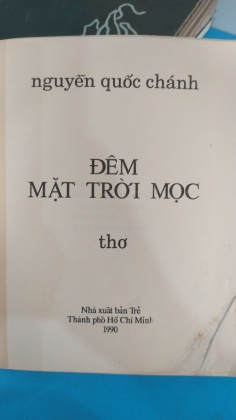 nguyễn quốc chánh
ĐÊM
MẶT TRỜI MỌC
thơ
Nhà xuất bản Trẻ
Thành phố Hồ Chí Minh
1990